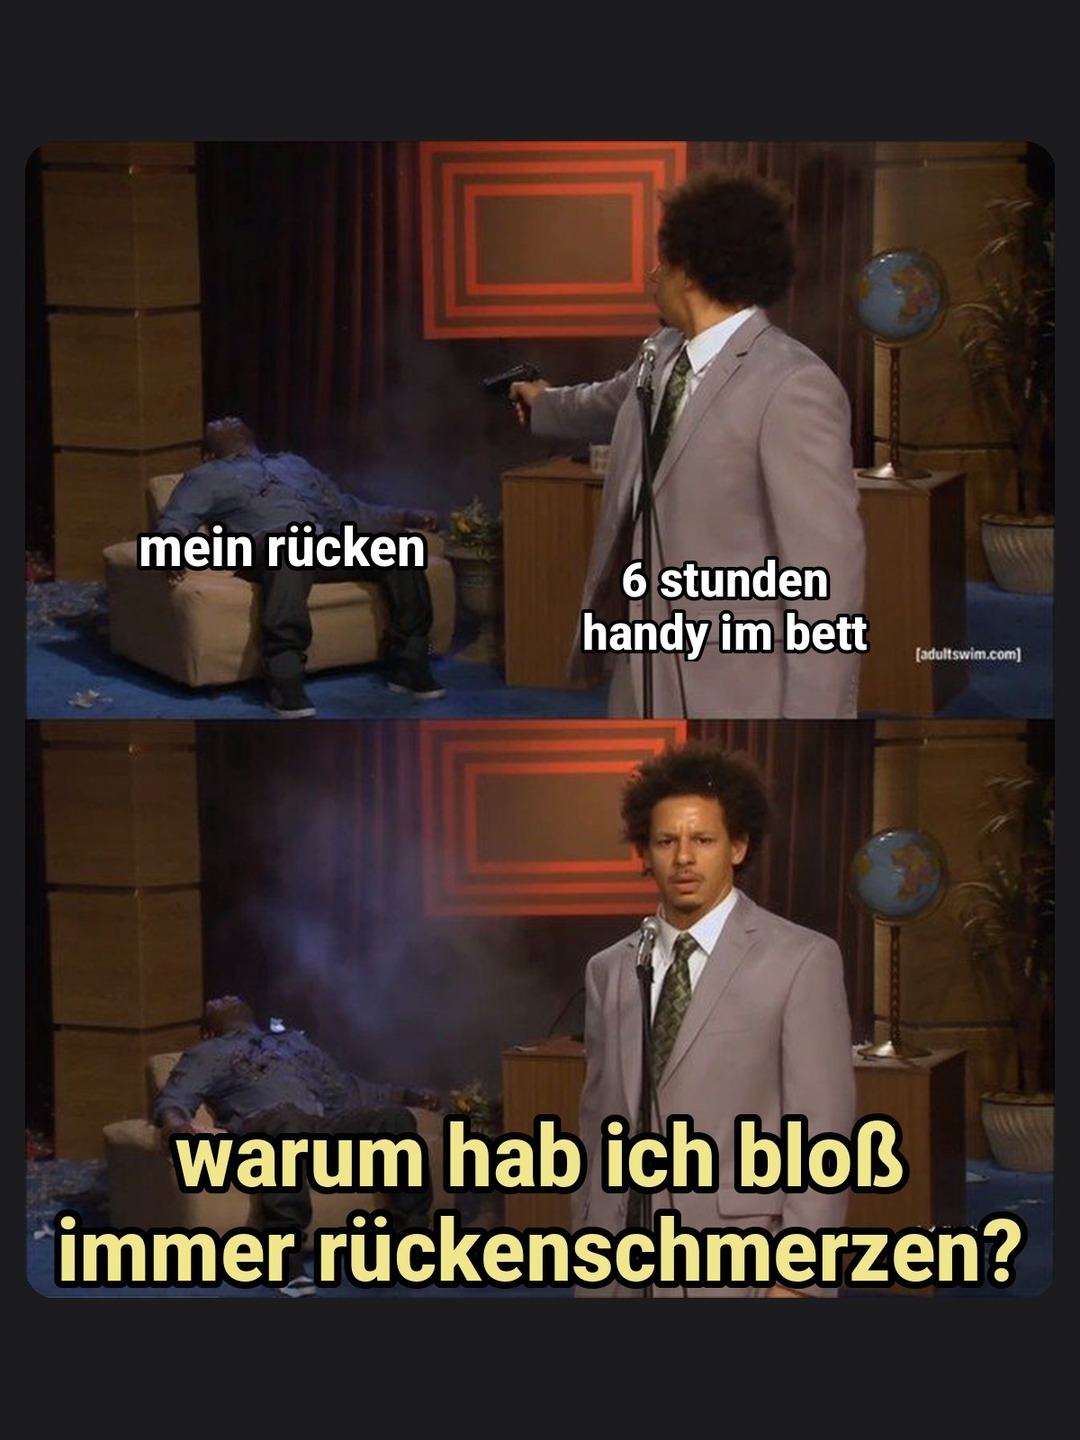 mein rücken
6 stunden
handy im bett
[adultswim.com]
warum hab ich bloß
immer rückenschmerzen?